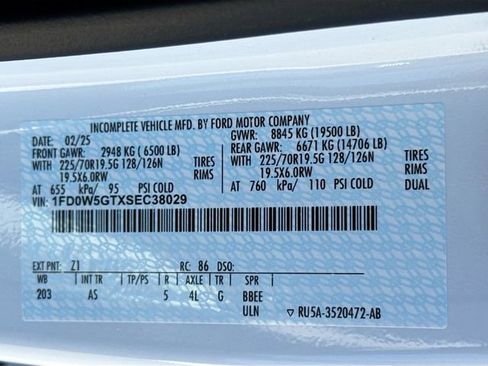 INCOMPLETE VEHICLE MFD. BY FORD MOTOR COMPANY
DATE: 02/25 GVWR: 8845 KG (19500 LB)
FRONT GAWR: 2948 KG (6500 LB) REAR GAWR: 6671 KG (14706 LB)
WITH 225/70R19.5G 128/126N TIRES WITH 225/70R19.5G 128/126N TIRES
19.5X6.0RW RIMS 19.5X6.0RW RIMS
AT 655 kPa/ 95 PSI COLD AT 760 kPa/ 110 PSI COLD DUAL
VIN: 1FD0W5GTXSEC38029
EXT PNT: Z1 RC: 86 DSO:
WB INT TR TP/PS R AXLE TR SPR
203 AS 5 4L G BBEE
ULN RU5A-3520472-AB